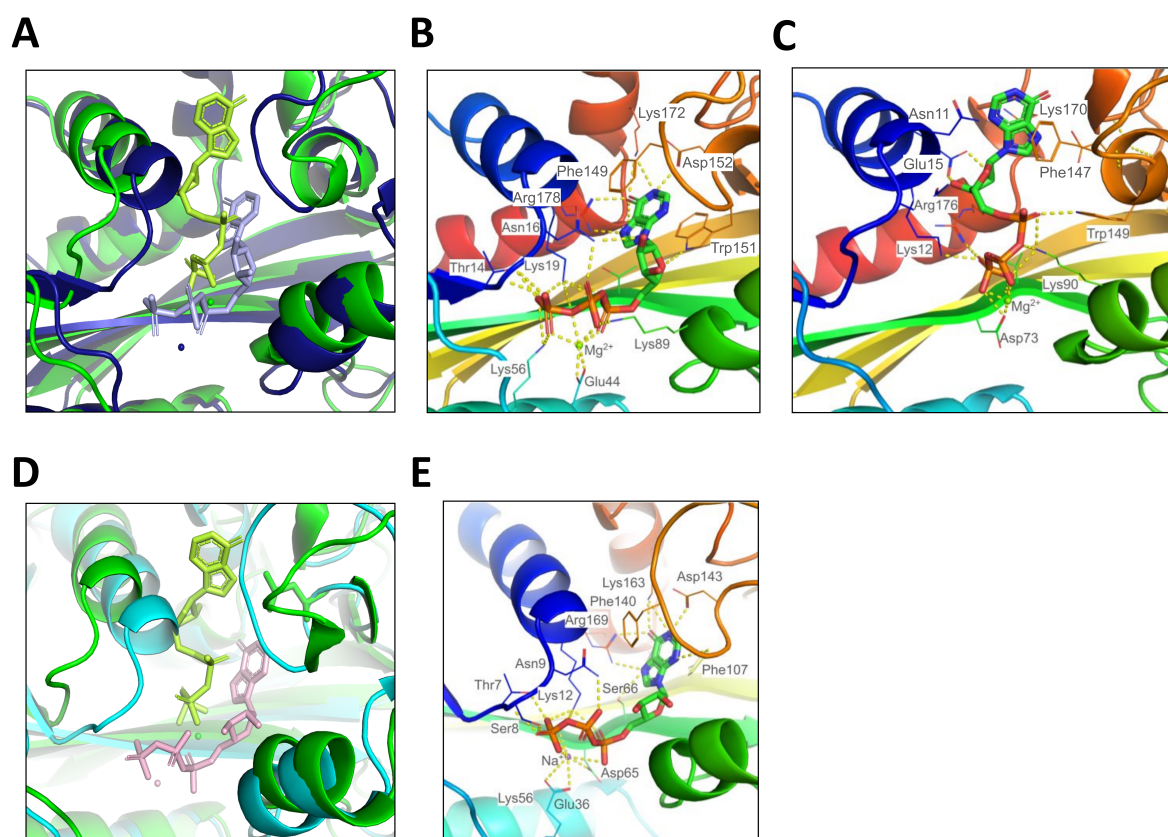 A
B
C
Lys172
Phe149
Asp152
Arg178
Asn16
Thr14
Lys19
Trp151
Mg²⁺
Lys89
Lys56
Glu44
Asn11
Lys170
Glu15
Phe147
Arg176
Lys12
Trp149
Lys90
Mg²⁺
Asp73
D
E
Lys163
Asp143
Phe140
Arg169
Asn9
Phe107
Thr7
Lys12
Ser66
Ser8
Na⁺
Asp65
Lys56
Glu36